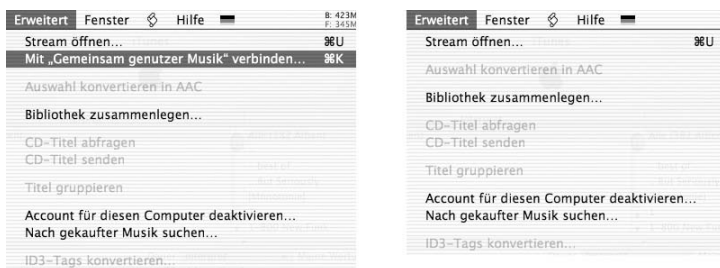 Erweitert Fenster Hilfe B: 423M
F: 345M
Stream öffnen... ⌘U
Mit „Gemeinsam genutzer Musik“ verbinden... ⌘K
Auswahl konvertieren in AAC
Bibliothek zusammenlegen...
CD-Titel abfragen
CD-Titel senden
Titel gruppieren
Account für diesen Computer deaktivieren...
Nach gekaufter Musik suchen...
ID3-Tags konvertieren...
Erweitert Fenster Hilfe
Stream öffnen... ⌘U
Auswahl konvertieren in AAC
Bibliothek zusammenlegen...
CD-Titel abfragen
CD-Titel senden
Titel gruppieren
Account für diesen Computer deaktivieren...
Nach gekaufter Musik suchen...
ID3-Tags konvertieren...